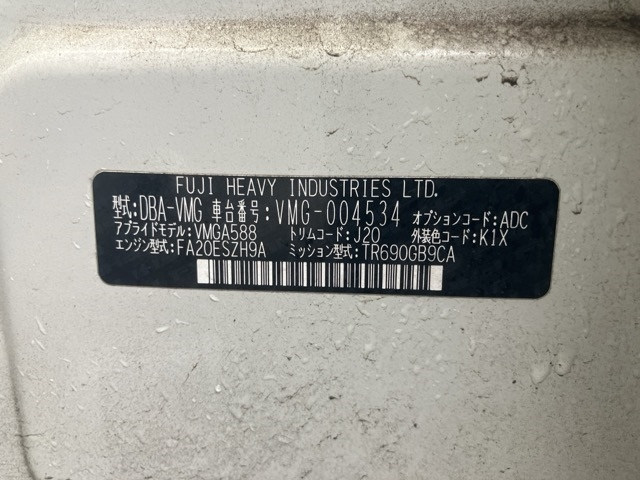 FUJI HEAVY INDUSTRIES LTD.
型式:DBA-VMG 車台番号:VMG-004534 オプションコード:ADC
アプライドモデル:VMGA588 トリムコード:J20 外装色コード:K1X
エンジン型式:FA20ESZH9A ミッション型式:TR690GB9CA